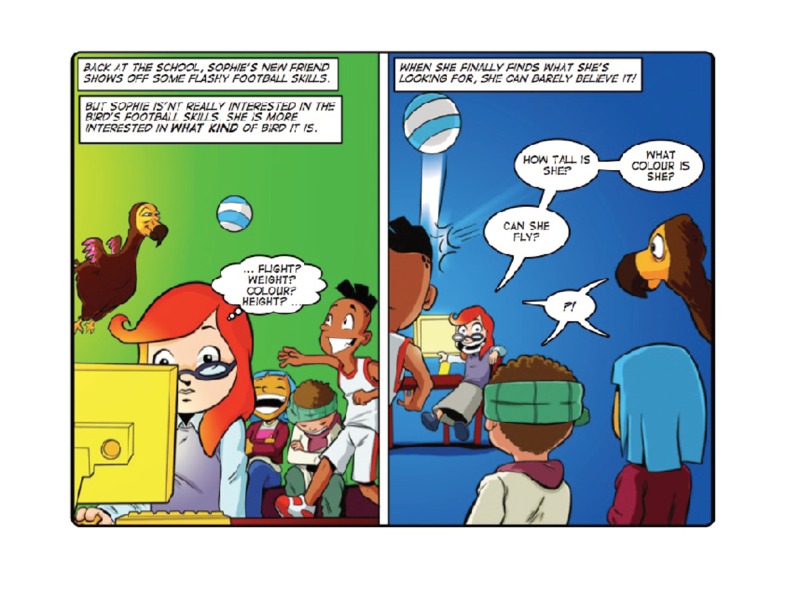 BACK AT THE SCHOOL, SOPHIE'S NEW FRIEND
SHOWS OFF SOME FLASHY FOOTBALL SKILLS.
BUT SOPHIE IS'NT REALLY INTERESTED IN THE
BIRD'S FOOTBALL SKILLS. SHE IS MORE
INTERESTED IN WHAT KIND OF BIRD IT IS.
... FLIGHT?
WEIGHT?
COLOUR?
HEIGHT? ...
WHEN SHE FINALLY FINDS WHAT SHE'S
LOOKING FOR, SHE CAN BARELY BELIEVE IT!
HOW TALL IS
SHE?
WHAT
COLOUR IS
SHE?
CAN SHE
FLY?
?!